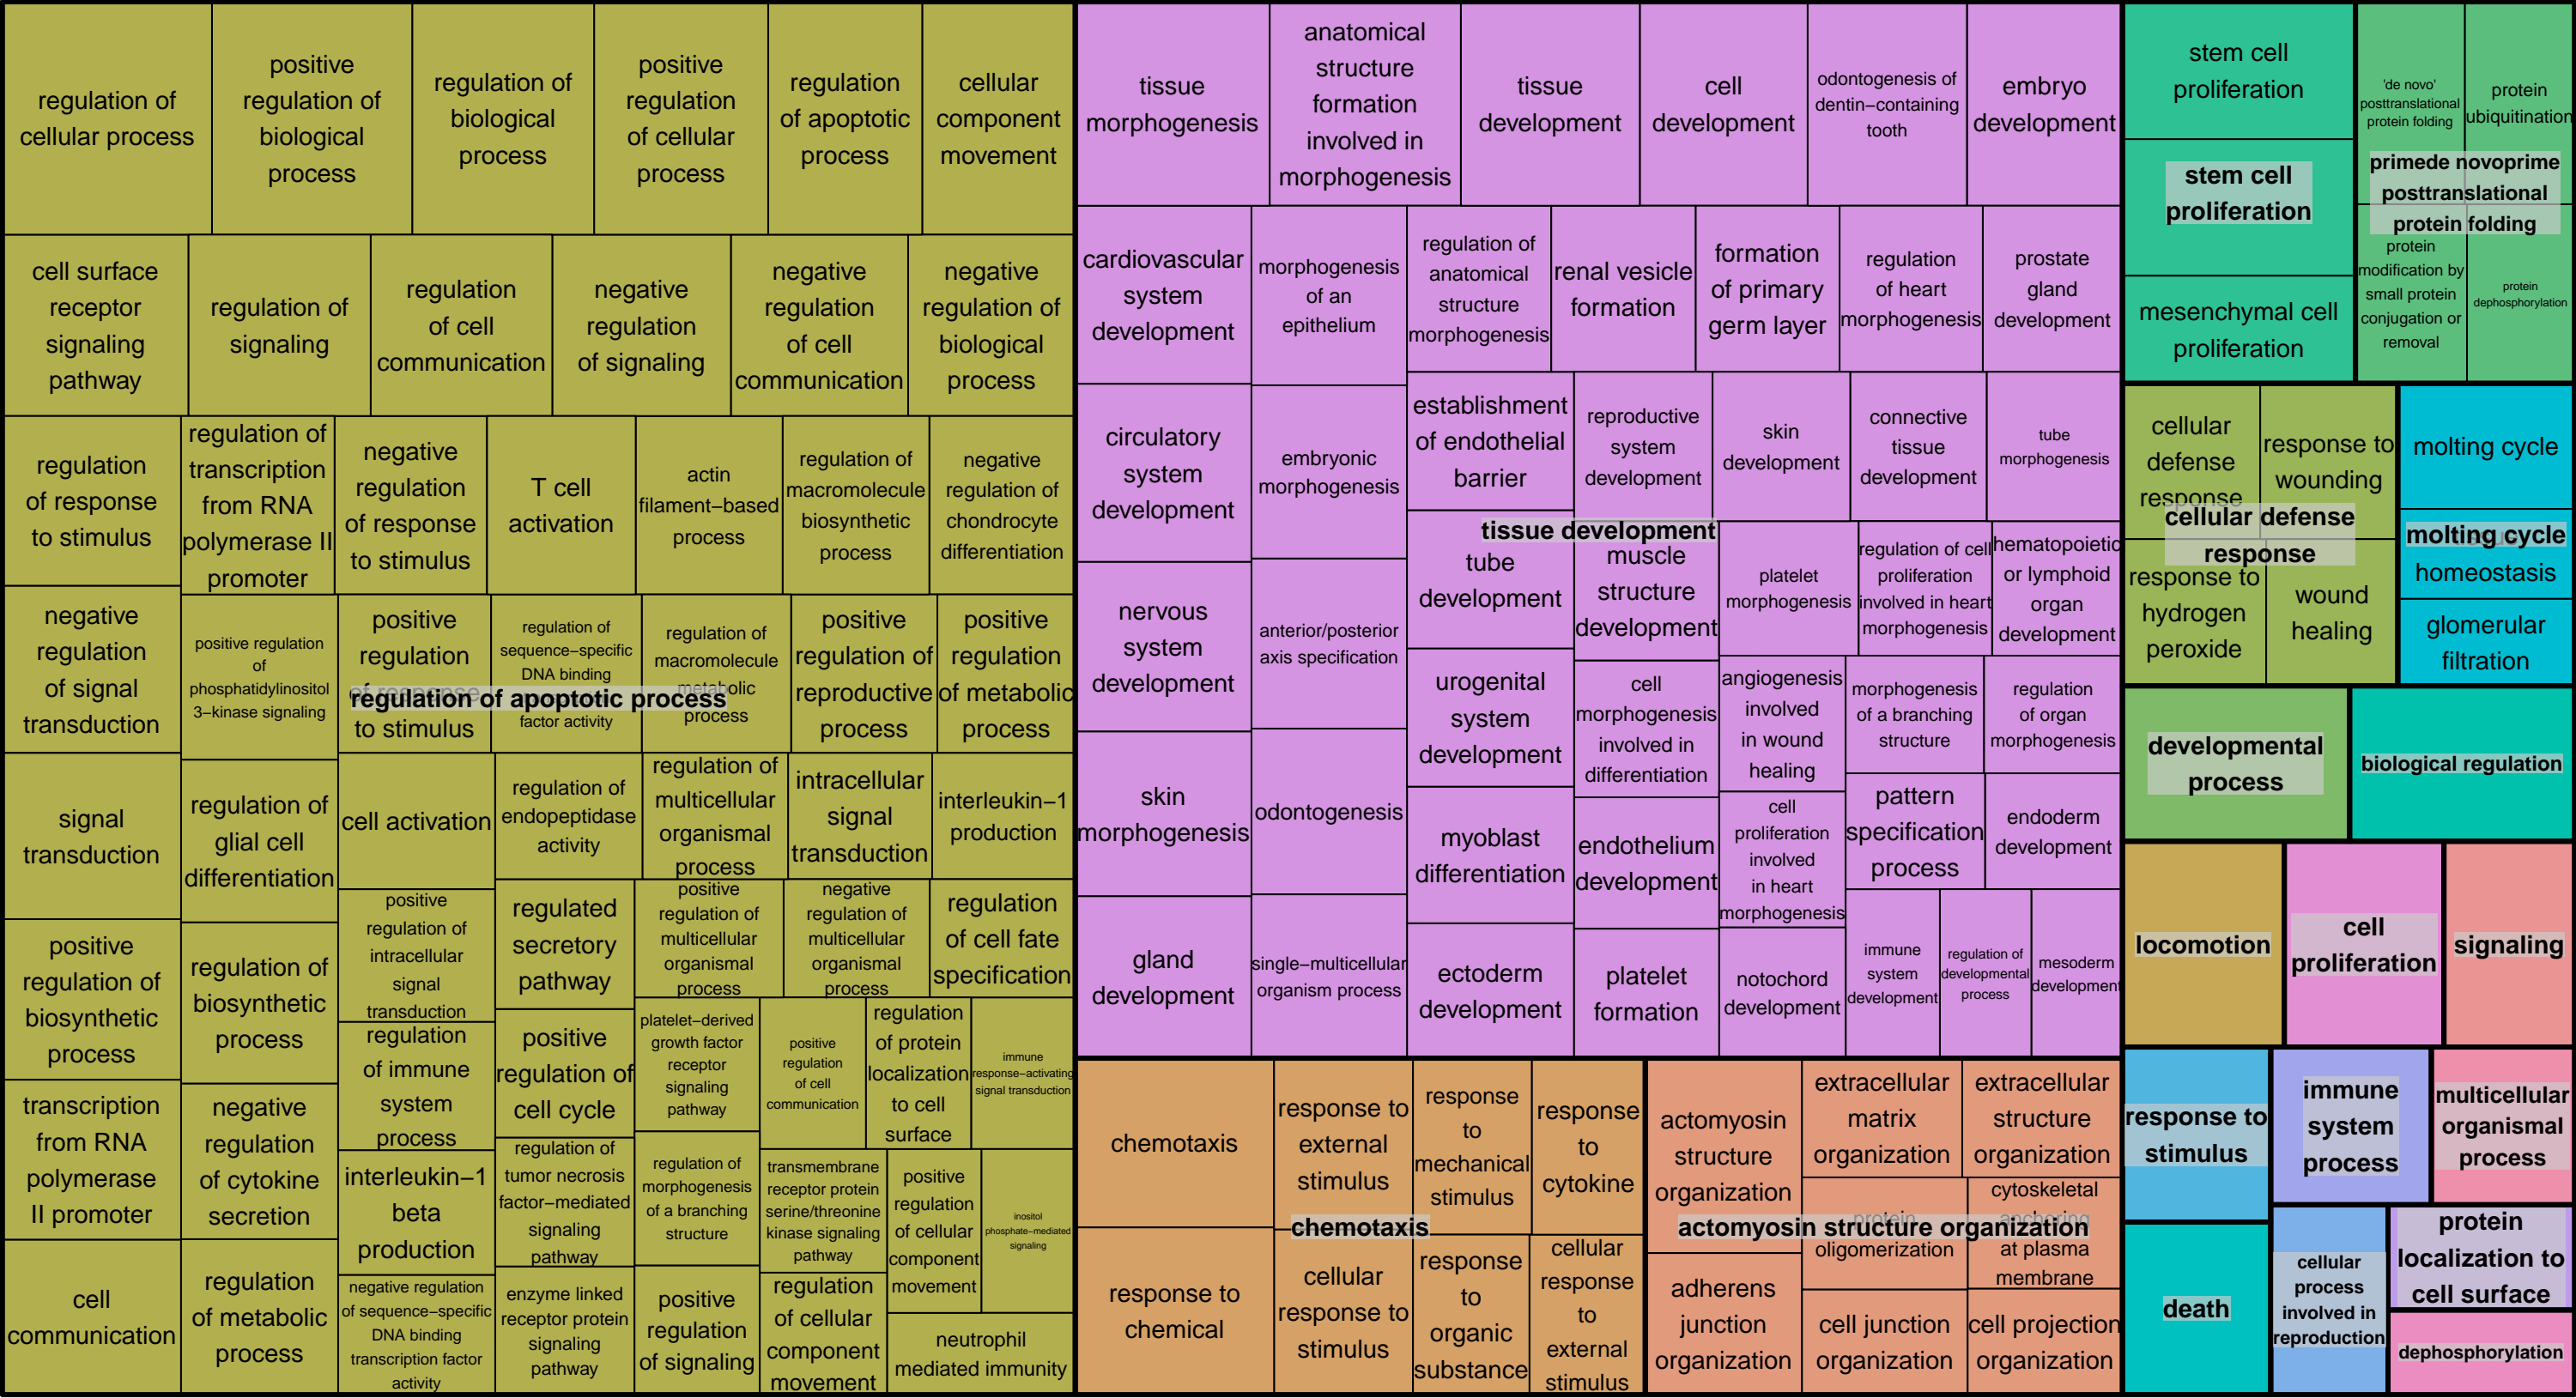 regulation of
cellular process
positive
regulation of
biological
process
regulation of
biological
process
positive
regulation
of cellular
process
regulation
of apoptotic
process
cellular
component
movement
cell surface
receptor
signaling
pathway
regulation of
signaling
regulation
of cell
communication
negative
regulation
of signaling
negative
regulation
of cell
communication
negative
regulation of
biological
process
regulation
of response
to stimulus
regulation of
transcription
from RNA
polymerase II
promoter
negative
regulation
of response
to stimulus
T cell
activation
actin
filament−based
process
regulation of
macromolecule
biosynthetic
process
negative
regulation of
chondrocyte
differentiation
negative
regulation
of signal
transduction
positive regulation
of
phosphatidylinositol
3−kinase signaling
positive
regulation
of response
to stimulus
regulation of
sequence−specific
DNA binding
factor activity
regulation of
macromolecule
metabolic
process
positive
regulation of
reproductive
process
positive
regulation
of metabolic
process
regulation of apoptotic process
signal
transduction
regulation of
glial cell
differentiation
cell activation
regulation of
endopeptidase
activity
regulation of
multicellular
organismal
process
intracellular
signal
transduction
interleukin−1
production
positive
regulation of
intracellular
signal
transduction
regulated
secretory
pathway
positive
regulation of
multicellular
organismal
process
negative
regulation of
multicellular
organismal
process
regulation
of cell fate
specification
positive
regulation of
biosynthetic
process
regulation of
biosynthetic
process
regulation
of immune
system
process
positive
regulation of
cell cycle
platelet−derived
growth factor
receptor
signaling
pathway
positive
regulation
of cell
communication
regulation
of protein
localization
to cell
surface
immune
response−activating
signal transduction
transcription
from RNA
polymerase
II promoter
negative
regulation
of cytokine
secretion
interleukin−1
beta
production
regulation of
tumor necrosis
factor−mediated
signaling
pathway
regulation of
morphogenesis
of a branching
structure
transmembrane
receptor protein
serine/threonine
kinase signaling
pathway
positive
regulation
of cellular
component
movement
inositol
phosphate−mediated
signaling
cell
communication
regulation
of metabolic
process
negative regulation
of sequence−specific
DNA binding
transcription factor
activity
enzyme linked
receptor protein
signaling
pathway
positive
regulation
of signaling
regulation
of cellular
component
movement
neutrophil
mediated immunity
tissue
morphogenesis
anatomical
structure
formation
involved in
morphogenesis
tissue
development
cell
development
odontogenesis of
dentin−containing
tooth
embryo
development
cardiovascular
system
development
morphogenesis
of an
epithelium
regulation of
anatomical
structure
morphogenesis
renal vesicle
formation
formation
of primary
germ layer
regulation
of heart
morphogenesis
prostate
gland
development
circulatory
system
development
embryonic
morphogenesis
establishment
of endothelial
barrier
reproductive
system
development
skin
development
connective
tissue
development
tube
morphogenesis
tissue development
nervous
system
development
anterior/posterior
axis specification
tube
development
muscle
structure
development
platelet
morphogenesis
regulation of cell
proliferation
involved in heart
morphogenesis
hematopoietic
or lymphoid
organ
development
urogenital
system
development
cell
morphogenesis
involved in
differentiation
angiogenesis
involved
in wound
healing
morphogenesis
of a branching
structure
regulation
of organ
morphogenesis
skin
morphogenesis
odontogenesis
myoblast
differentiation
endothelium
development
cell
proliferation
involved
in heart
morphogenesis
pattern
specification
process
endoderm
development
gland
development
single−multicellular
organism process
ectoderm
development
platelet
formation
notochord
development
immune
system
development
regulation of
developmental
process
mesoderm
development
chemotaxis
response to
external
stimulus
response
to
mechanical
stimulus
response
to
cytokine
chemotaxis
response to
chemical
cellular
response to
stimulus
response
to
organic
substance
cellular
response
to
external
stimulus
actomyosin
structure
organization
extracellular
matrix
organization
extracellular
structure
organization
protein
oligomerization
cytoskeletal
anchoring
at plasma
membrane
actomyosin structure organization
adherens
junction
organization
cell junction
organization
cell projection
organization
stem cell
proliferation
stem cell
proliferation
mesenchymal cell
proliferation
'de novo'
posttranslational
protein folding
protein
ubiquitination
primede novoprime
posttranslational
protein folding
protein
modification by
small protein
conjugation or
removal
protein
dephosphorylation
cellular
defense
response
response to
wounding
cellular defense
response
response to
hydrogen
peroxide
wound
healing
molting cycle
molting cycle
homeostasis
glomerular
filtration
developmental
process
biological regulation
locomotion
cell
proliferation
signaling
response to
stimulus
immune
system
process
multicellular
organismal
process
death
cellular
process
involved in
reproduction
protein
localization to
cell surface
dephosphorylation